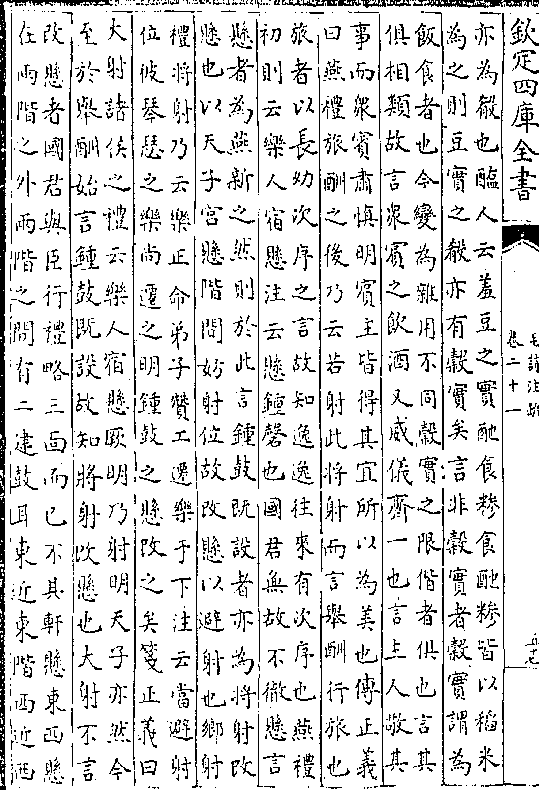 欽定四庫全書
毛詩注疏
卷二十一
亦為殽也醢人云羞豆之實酏食糝食酏糝皆以稻米
為之則豆實之殽亦有穀實矣言非穀實者穀實謂為
飯食者也今變為雜用不同穀實之限偕者俱也言其
俱相類故言衆賓之飲酒又威儀齊一也言主人敬其
事而衆賓肅慎明賓主皆得其宜所以為美也傳正義
曰燕禮旅酬之後乃云若射此將射而言舉酬行旅也
旅者以長幼次序之言故知逸逸往來有次序也燕禮
初則云樂人宿懸注云懸鍾磬也國君無故不徹懸言
懸者為燕新之然則於此言鍾鼓既設者亦為將射改
懸也以天子宮懸階間妨射位故改懸以避射也鄉射
禮將射乃云樂正命弟子贊工遷樂于下注云當避射
位彼琴瑟之樂尚遷之明鍾鼓之懸改之矣箋正義曰
大射諸侯之禮云樂人宿懸厥明乃射明天子亦然今
至於舉酬始言鍾鼓既設故知將射改懸也大射不言
改懸者國君與臣行禮略三面而已不具軒懸東西懸
在兩階之外兩階之間有二建鼓耳東近東階西近西